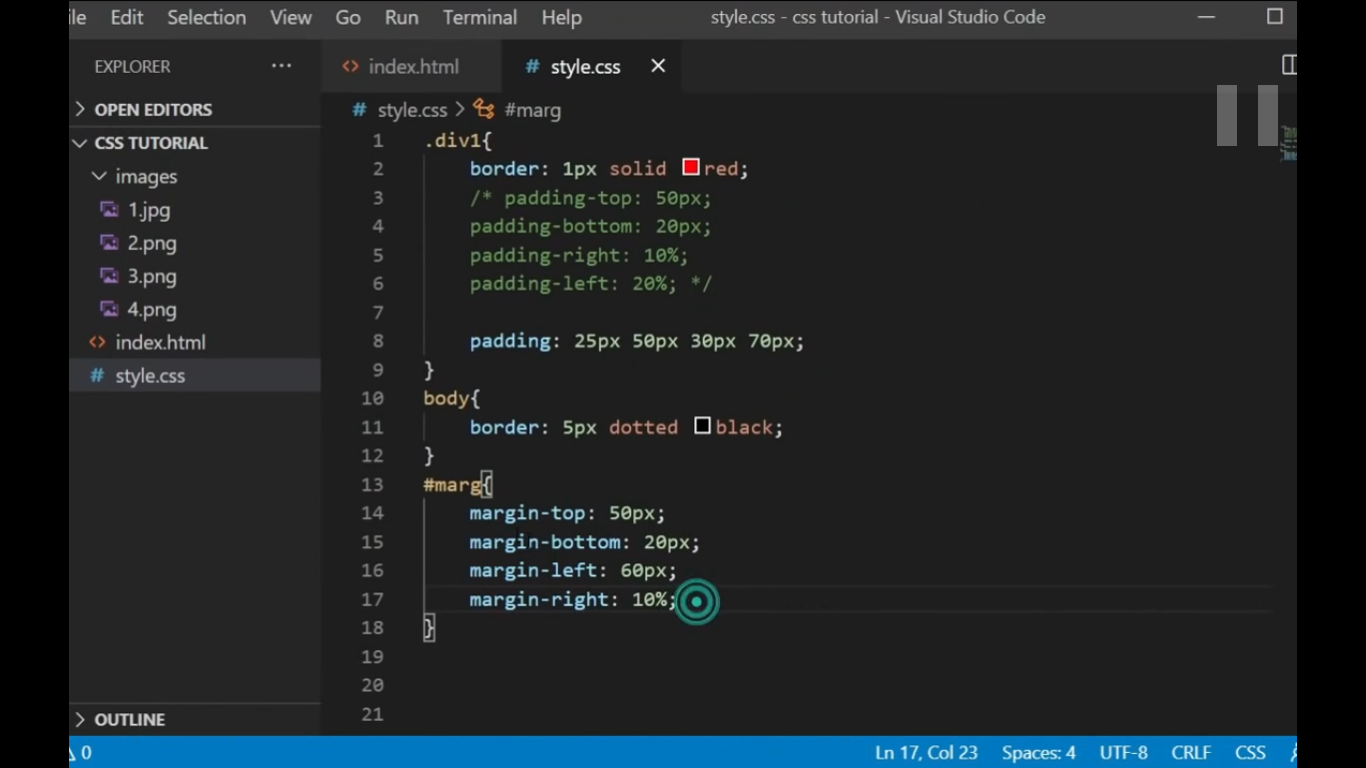 ile Edit Selection View Go Run Terminal Help style.css - css tutorial - Visual Studio Code
EXPLORER ... index.html # style.css
OPEN EDITORS
CSS TUTORIAL
images
1.jpg
2.png
3.png
4.png
index.html
# style.css
OUTLINE
# style.css > #marg
1 .div1{
2 border: 1px solid red;
3 /* padding-top: 50px;
4 padding-bottom: 20px;
5 padding-right: 10%;
6 padding-left: 20%; */
7
8 padding: 25px 50px 30px 70px;
9 }
10 body{
11 border: 5px dotted black;
12 }
13 #marg{
14 margin-top: 50px;
15 margin-bottom: 20px;
16 margin-left: 60px;
17 margin-right: 10%;
18 }
19
20
21
0 Ln 17, Col 23 Spaces: 4 UTF-8 CRLF CSS